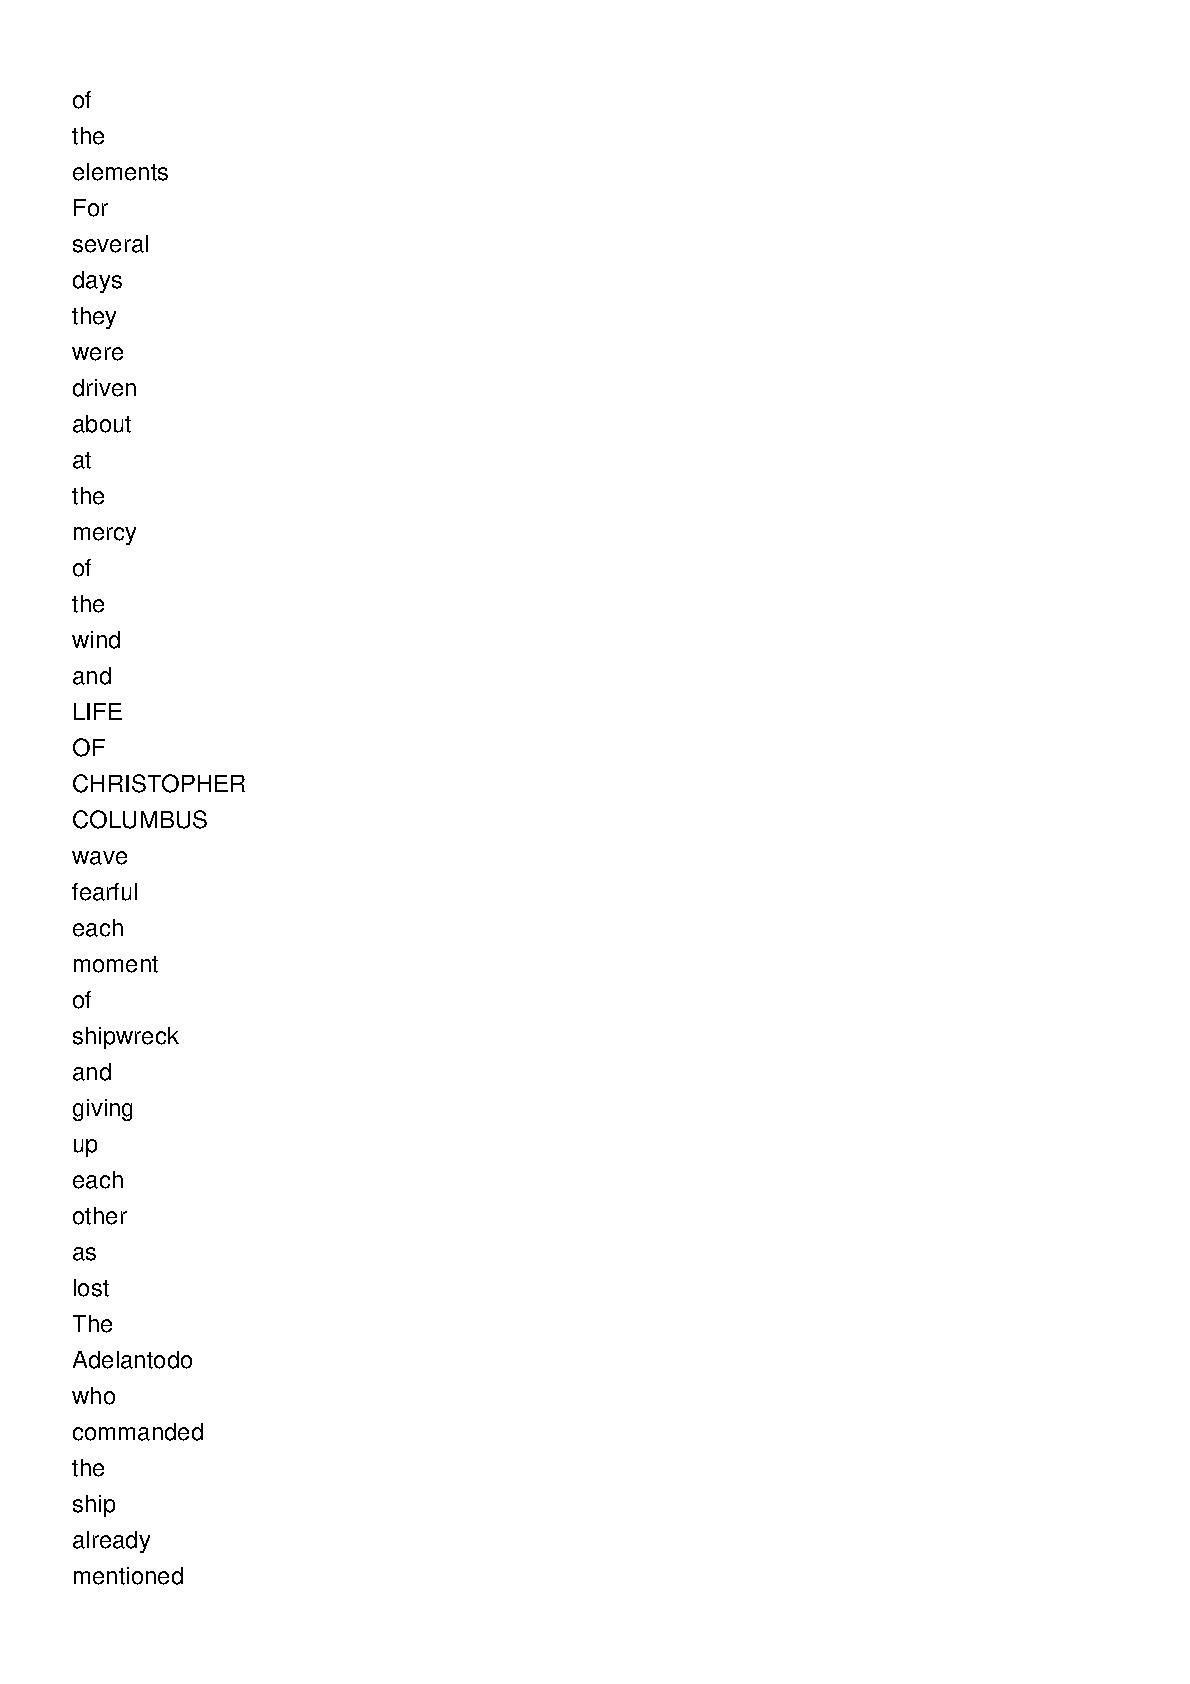 of
the
elements
For
several
days
they
were
driven
about
at
the
mercy
of
the
wind
and
LIFE
OF
CHRISTOPHER
COLUMBUS
wave
fearful
each
moment
of
shipwreck
and
giving
up
each
other
as
lost
The
Adelantodo
who
commanded
the
ship
already
mentioned